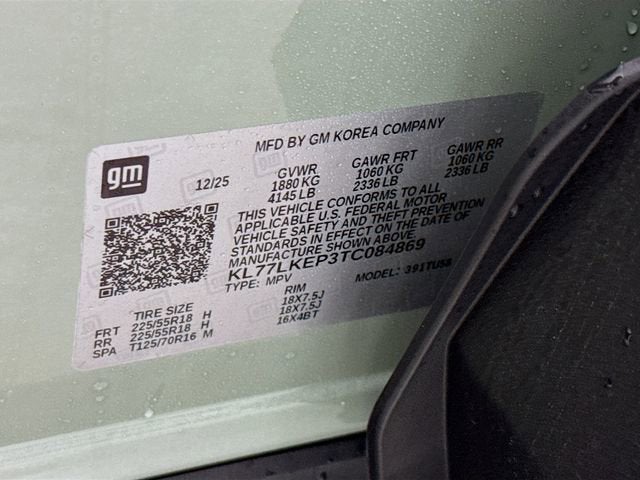 MFD BY GM KOREA COMPANY
gm
12/25
GVWR GAWR FRT GAWR RR
1880 KG 1060 KG 1060 KG
4145 LB 2336 LB 2336 LB
THIS VEHICLE CONFORMS TO ALL
APPLICABLE U.S. FEDERAL MOTOR
VEHICLE SAFETY AND THEFT PREVENTION
STANDARDS IN EFFECT ON THE DATE OF
MANUFACTURE SHOWN ABOVE.
KL77LKEP3TC084869
TYPE: MPV MODEL: 391TU58
TIRE SIZE RIM
FRT 225/55R18 H 18X7.5J
RR 225/55R18 H 18X7.5J
SPA T125/70R16 M 16X4BT